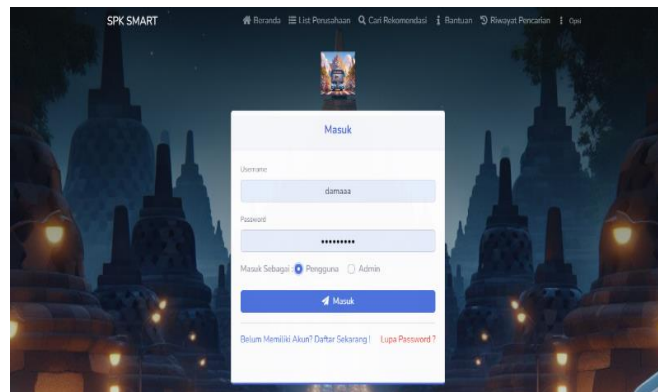 SPK SMART Beranda List Perusahaan Cari Rekomendasi Bantuan Riwayat Pencarian Opsi
Masuk
Username
damaaa
Password
•••••••••
Masuk Sebagai : Pengguna Admin
Masuk
Belum Memiliki Akun? Daftar Sekarang ! Lupa Password ?